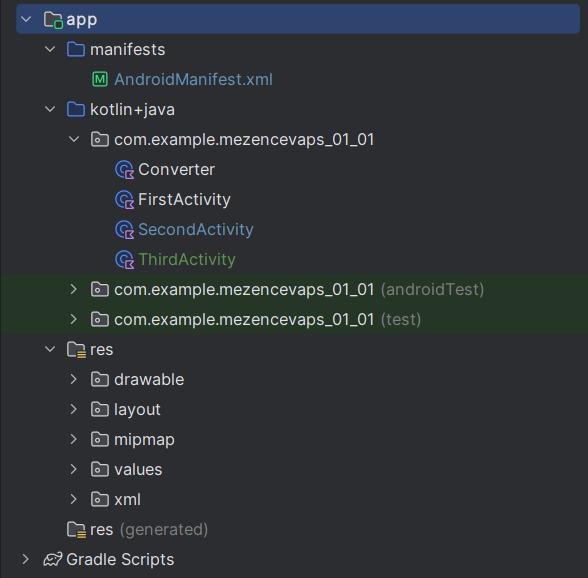 app
manifests
AndroidManifest.xml
kotlin+java
com.example.mezencevaps_01_01
Converter
FirstActivity
SecondActivity
ThirdActivity
com.example.mezencevaps_01_01 (androidTest)
com.example.mezencevaps_01_01 (test)
res
drawable
layout
mipmap
values
xml
res (generated)
Gradle Scripts